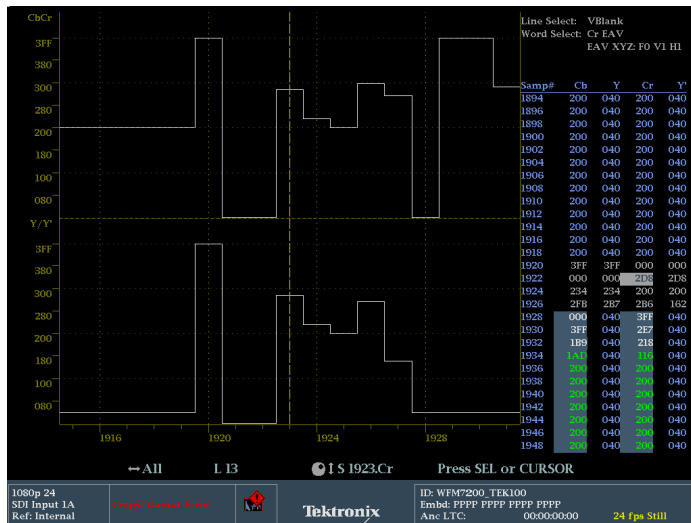 CbCr
3FF
380
300
280
200
180
100
080
Y/Y'
3FF
380
300
280
200
180
100
080
1916 1920 1924 1928
Line Select: VBlank
Word Select: Cr EAV
EAV XYZ: F0 V1 H1
Samp# Cb Y Cr Y'
1894 200 040 200 040
1896 200 040 200 040
1898 200 040 200 040
1900 200 040 200 040
1902 200 040 200 040
1904 200 040 200 040
1906 200 040 200 040
1908 200 040 200 040
1910 200 040 200 040
1912 200 040 200 040
1914 200 040 200 040
1916 200 040 200 040
1918 200 040 200 040
1920 3FF 3FF 000 000
1922 000 000 2D8 2D8
1924 234 234 200 200
1926 2FB 2B7 2B6 162
1928 000 040 3FF 040
1930 3FF 040 2E7 040
1932 1B9 040 218 040
1934 1AD 040 116 040
1936 200 040 200 040
1938 200 040 200 040
1940 200 040 200 040
1942 200 040 200 040
1944 200 040 200 040
1946 200 040 200 040
1948 200 040 200 040
↔ All L 13 ↕ S 1923.Cr Press SEL or CURSOR
1080p 24
SDI Input 1A
Ref: Internal
Tektronix
ID: WFM7200_TEK100
Embd: PPPP PPPP PPPP PPPP
Anc LTC: 00:00:00:00 24 fps Still